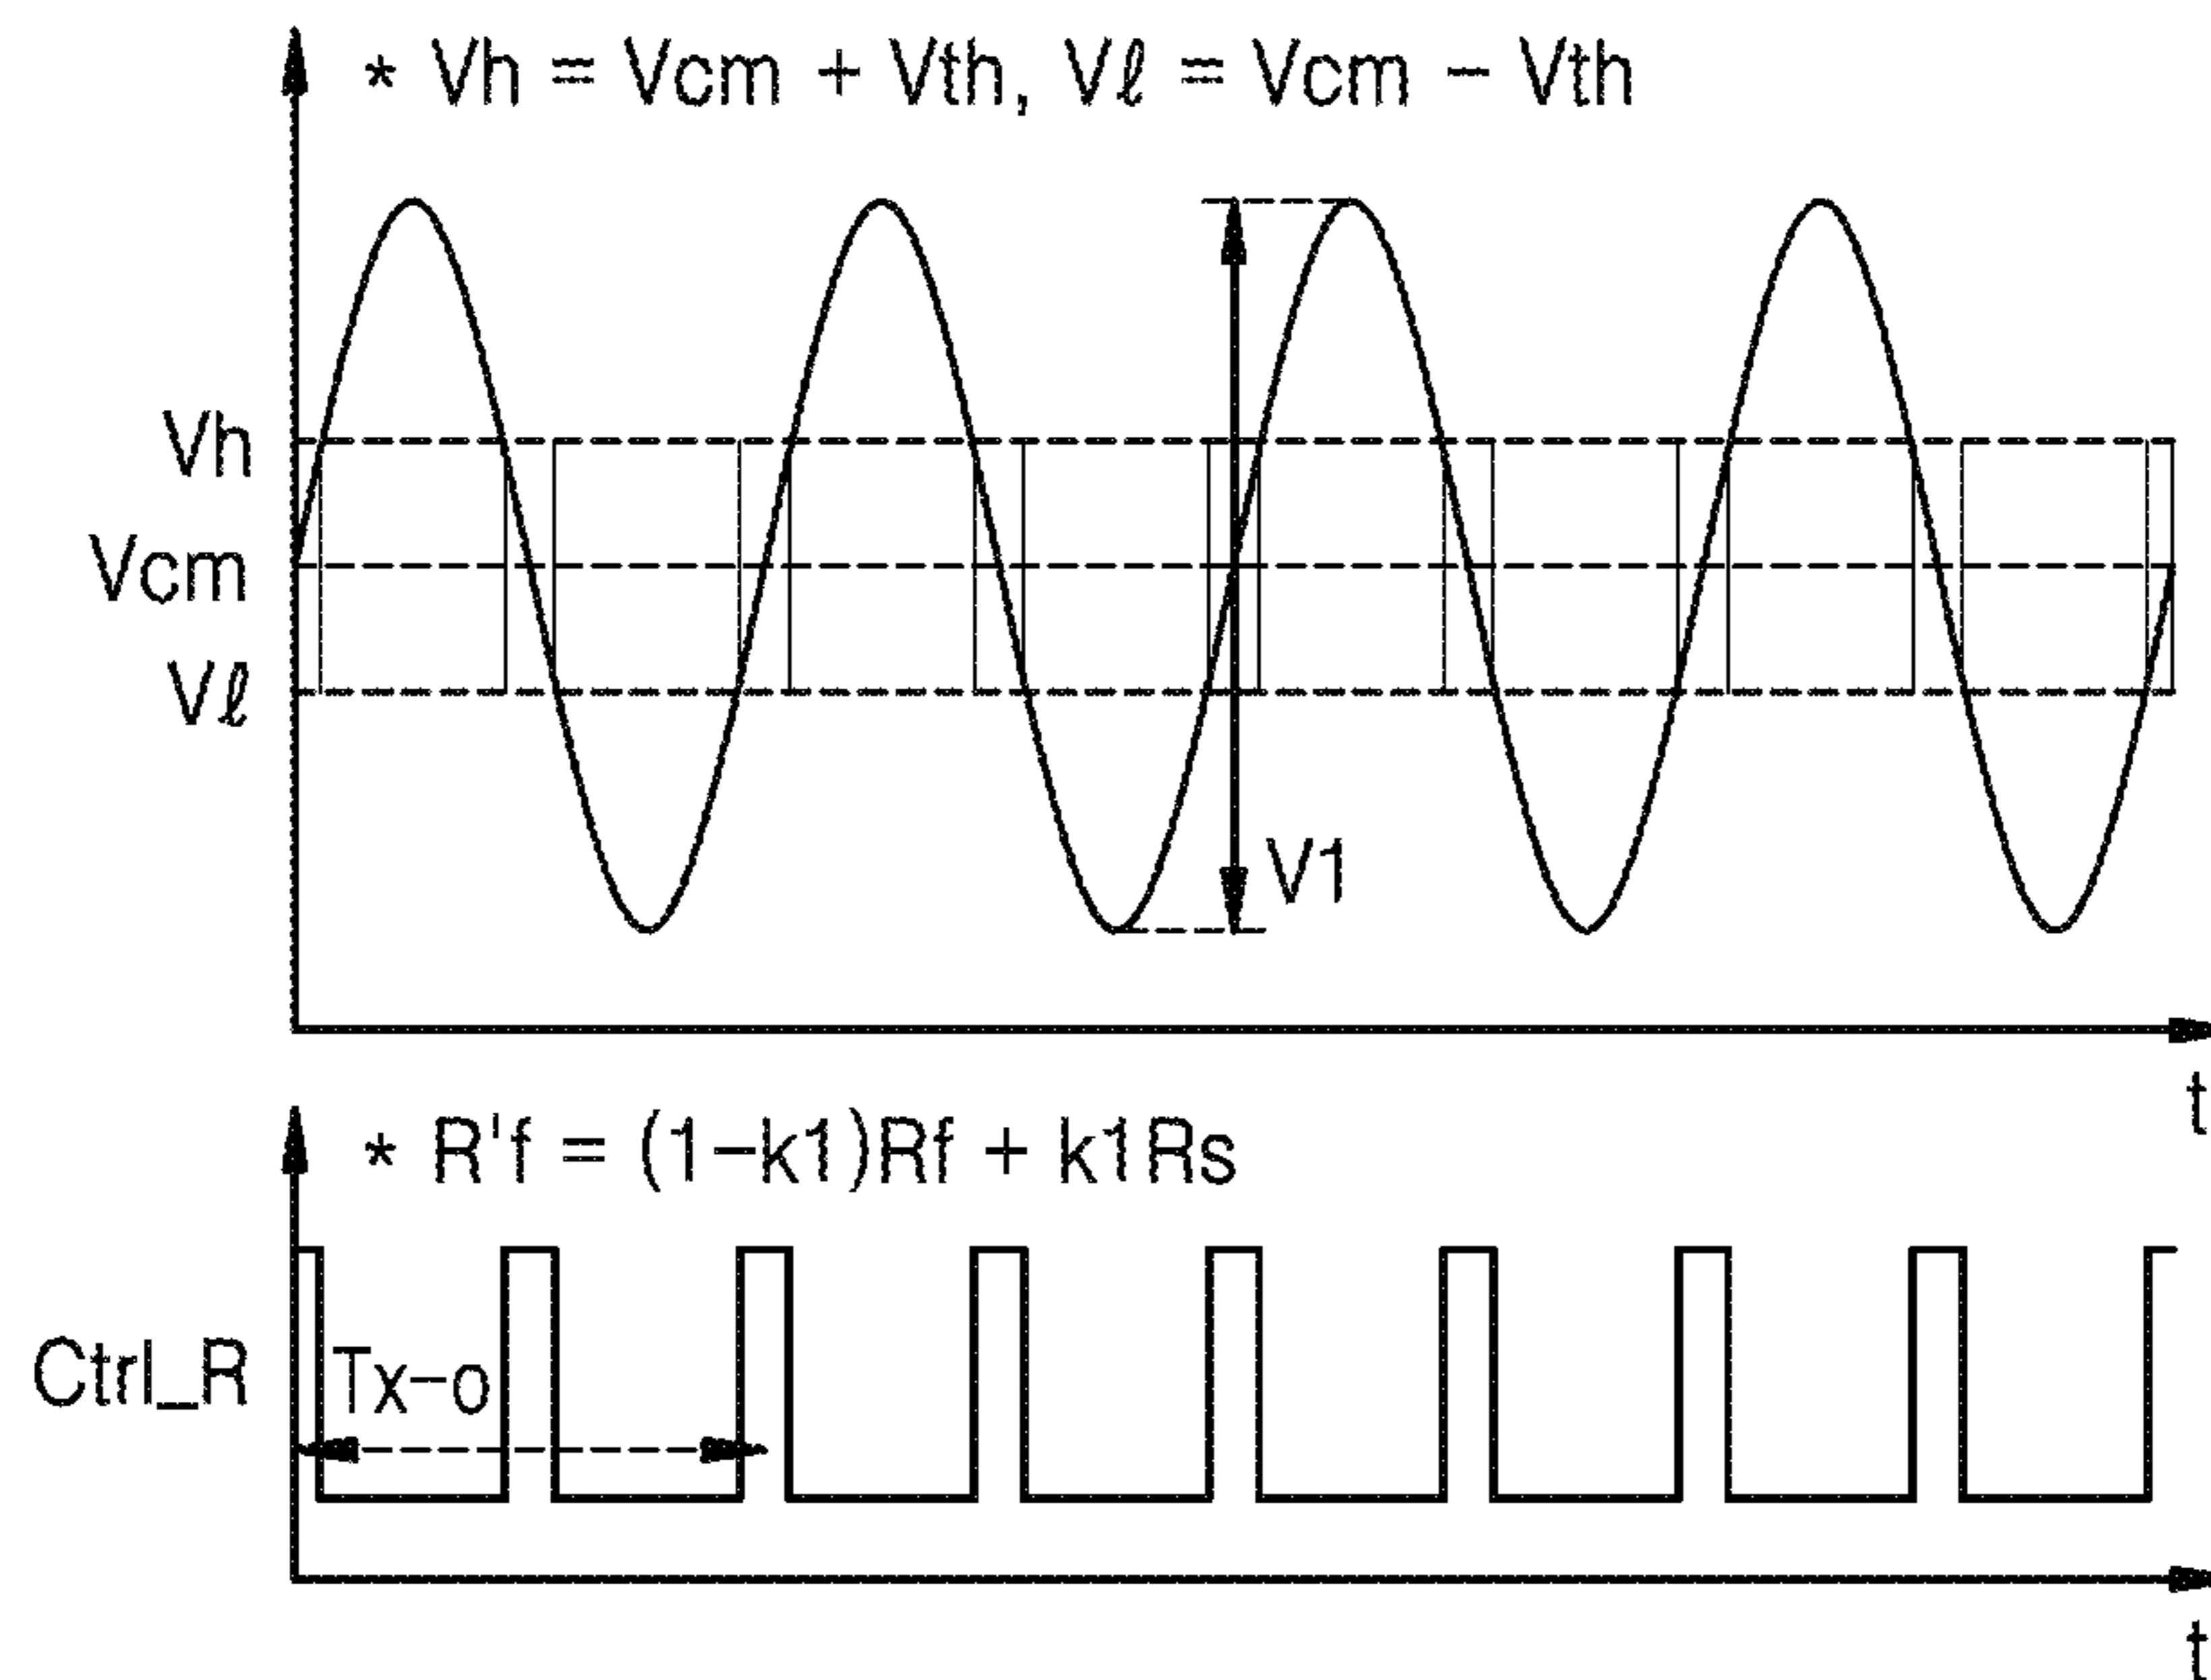 * Vh = Vcm + Vth, Vℓ = Vcm - Vth
Vh
Vcm
Vℓ
V1
t
* R'f = (1-k1)Rf + k1Rs
Ctrl_R
Tx-o
t